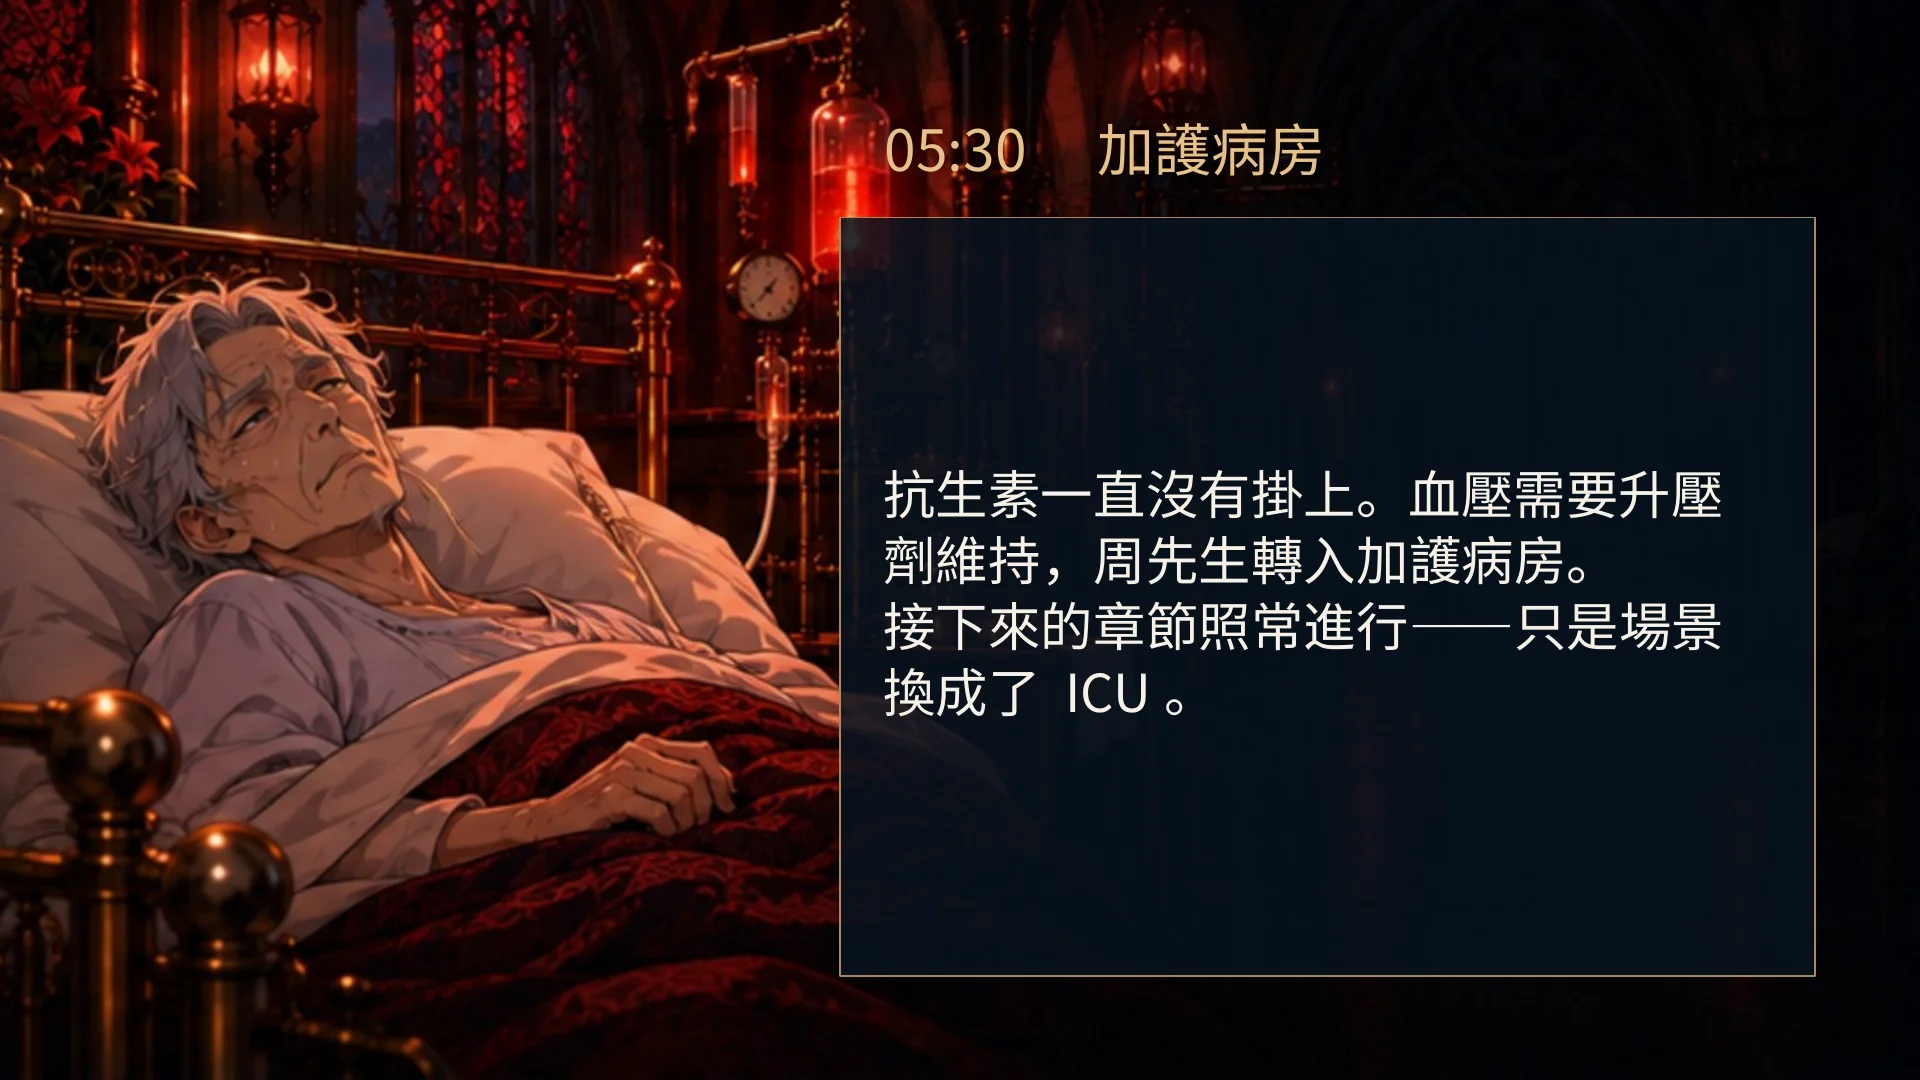 05:30 加護病房
抗生素一直沒有掛上。血壓需要升壓
劑維持，周先生轉入加護病房。
接下來的章節照常進行——只是場景
換成了 ICU 。